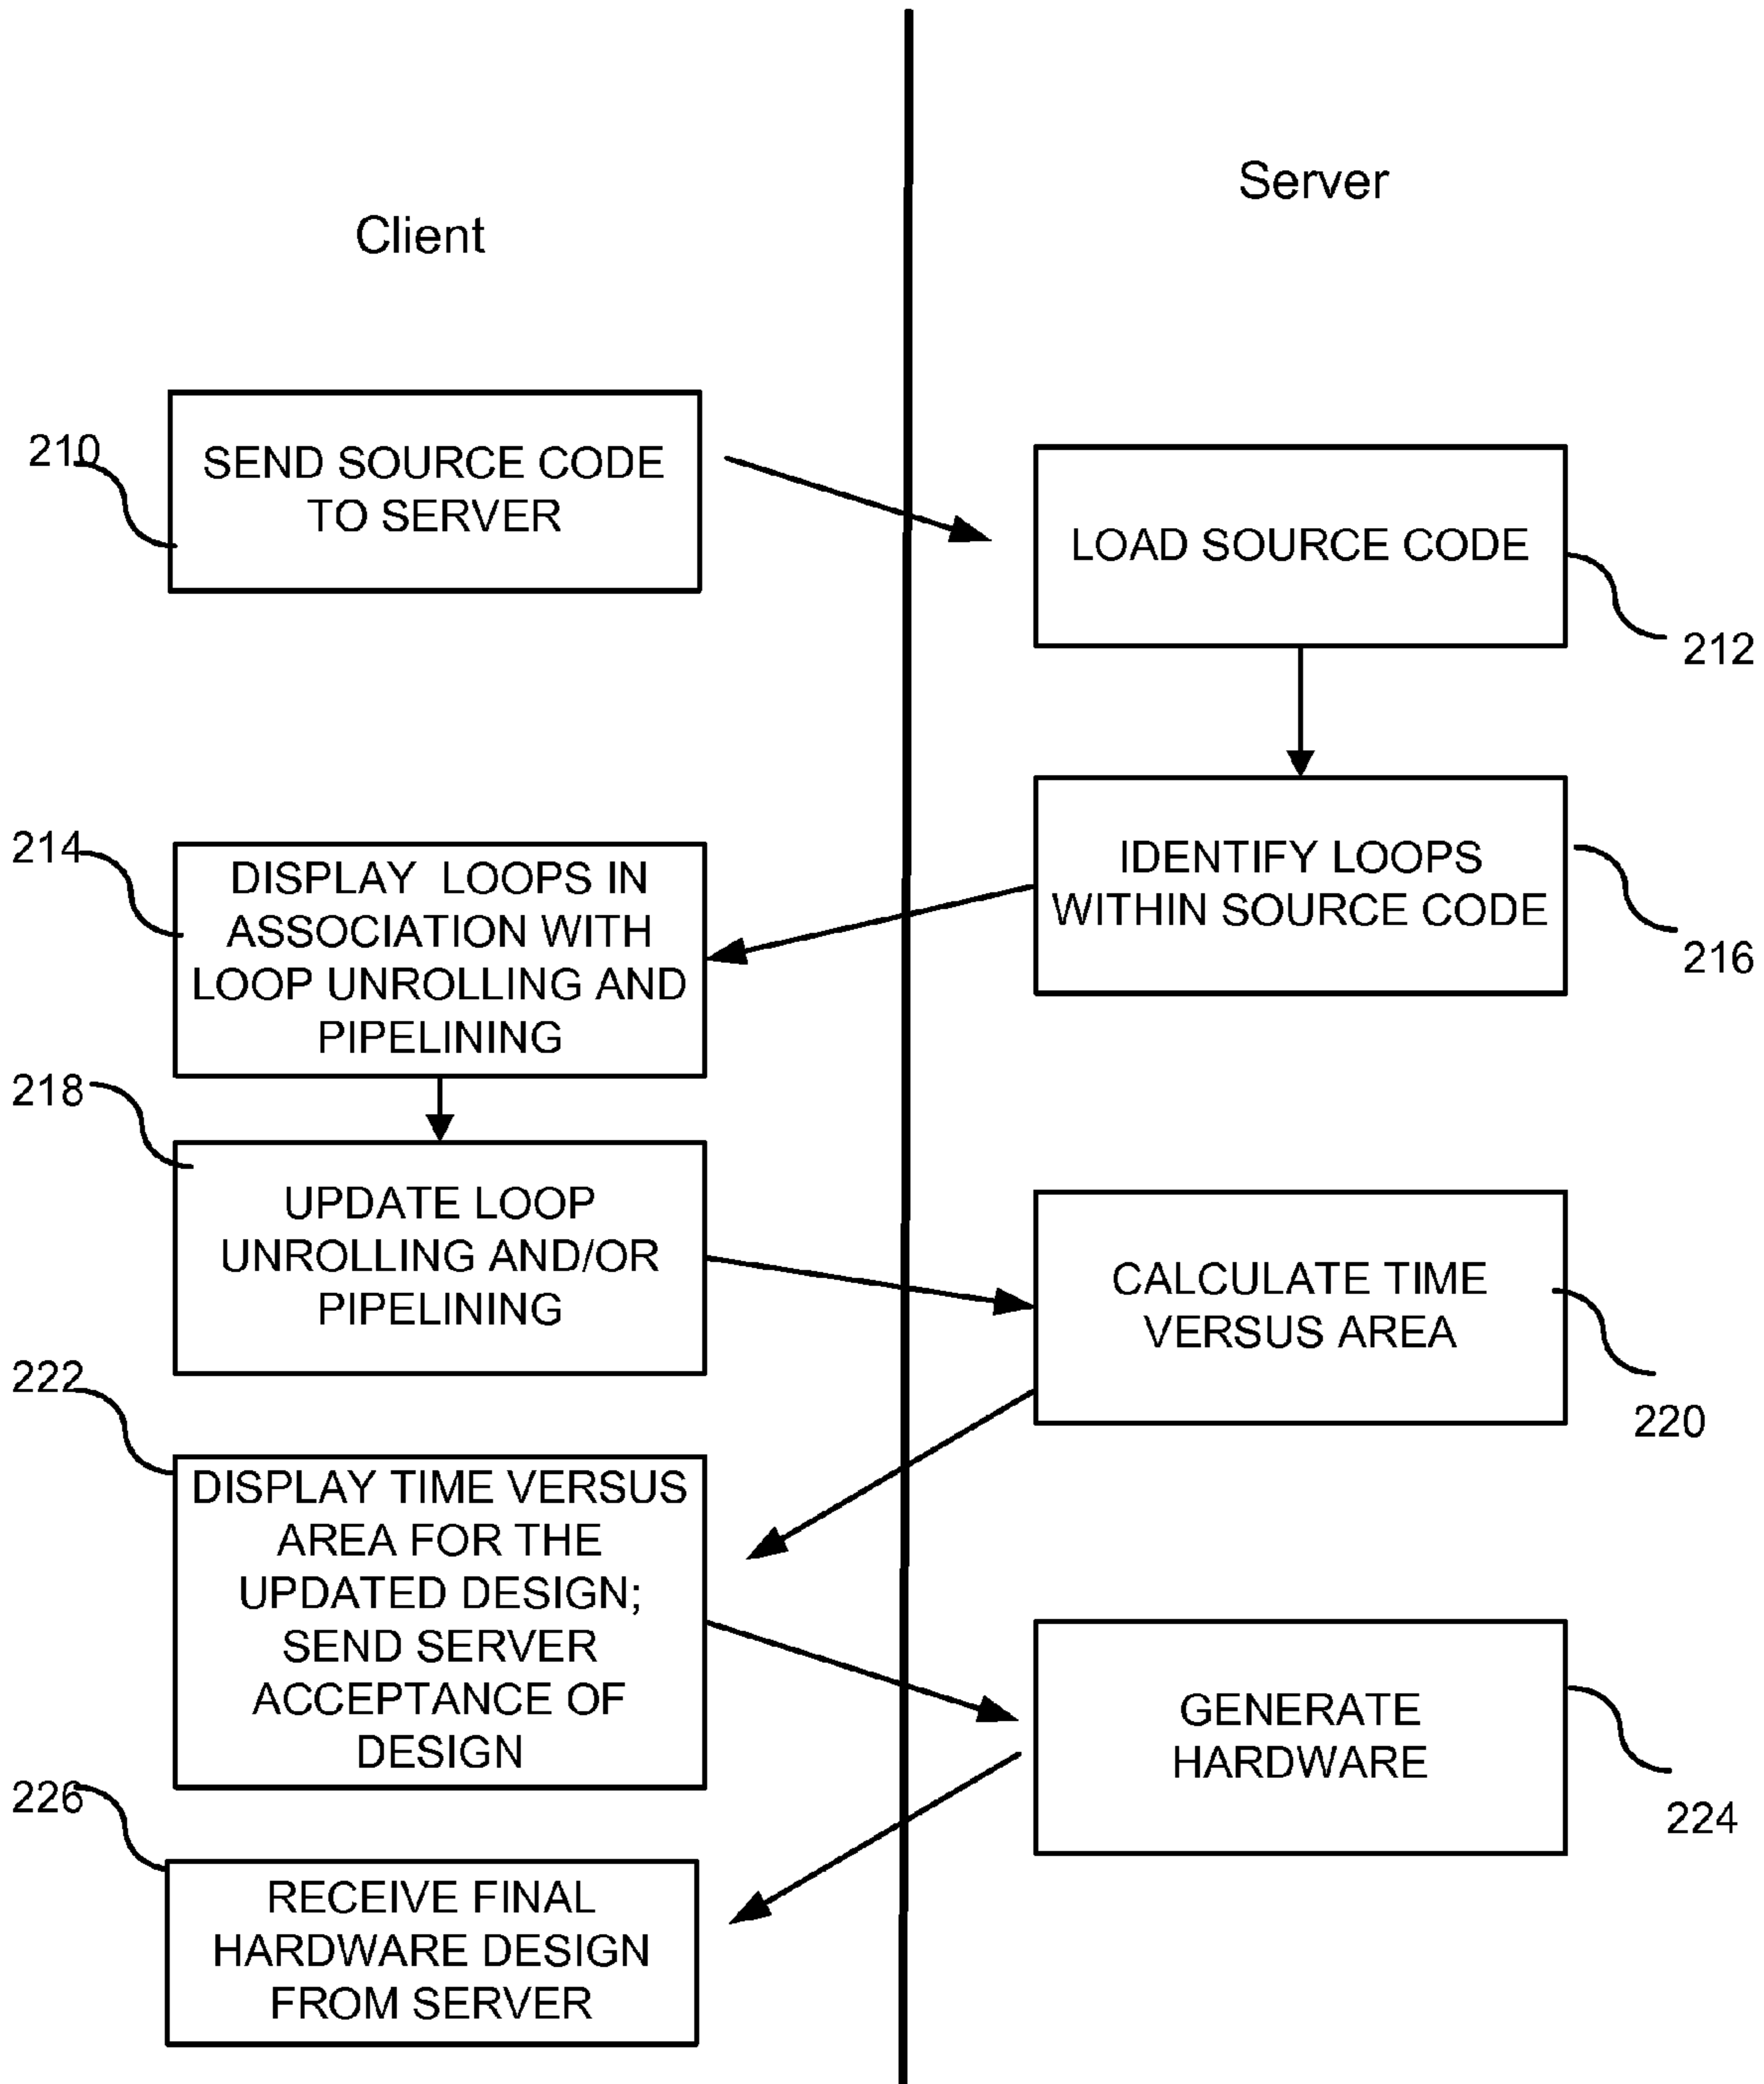 Server
Client
210
SEND SOURCE CODE
TO SERVER
LOAD SOURCE CODE
212
IDENTIFY LOOPS
WITHIN SOURCE CODE
216
214
DISPLAY LOOPS IN
ASSOCIATION WITH
LOOP UNROLLING AND
PIPELINING
218
UPDATE LOOP
UNROLLING AND/OR
PIPELINING
CALCULATE TIME
VERSUS AREA
220
222
DISPLAY TIME VERSUS
AREA FOR THE
UPDATED DESIGN;
SEND SERVER
ACCEPTANCE OF
DESIGN
GENERATE
HARDWARE
224
226
RECEIVE FINAL
HARDWARE DESIGN
FROM SERVER